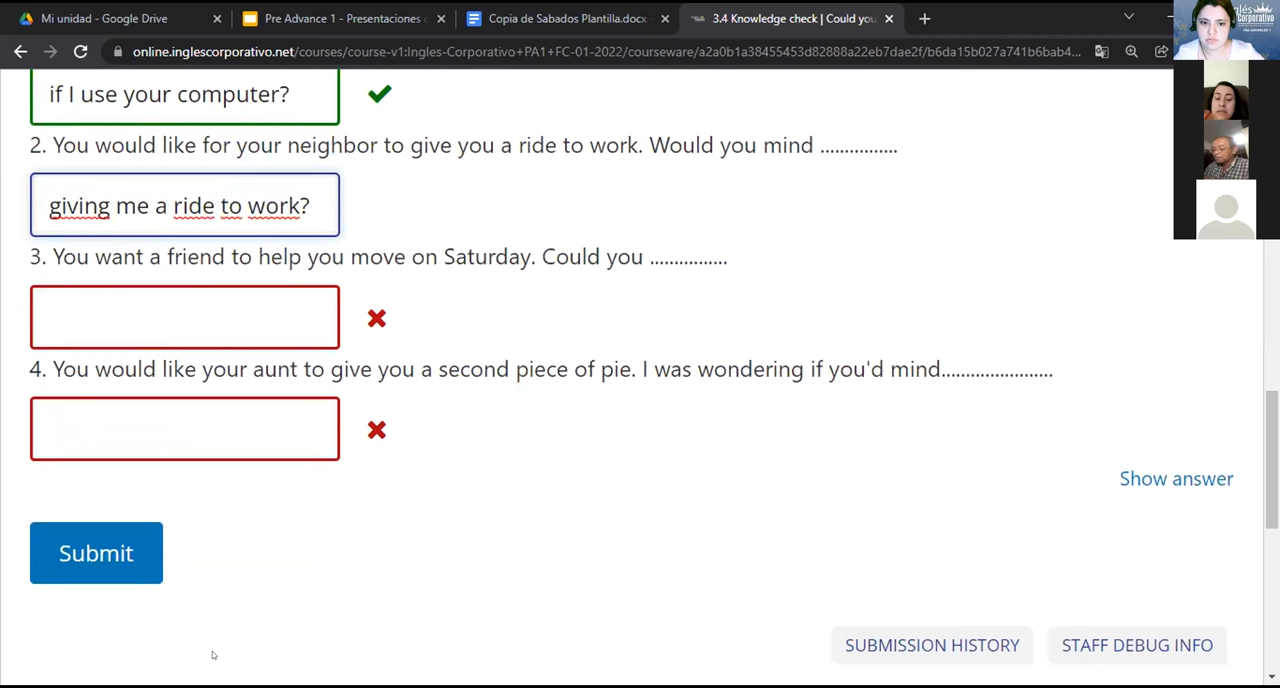 Mi unidad - Google Drive
Pre Advance 1 - Presentaciones
Copia de Sabados Plantilla.docx
3.4 Knowledge check | Could you
online.inglescorporativo.net/courses/course-v1:Ingles-Corporativo+PA1+FC-01-2022/courseware/a2a0b1a38455453d82888a22eb7dae2f/b6da15b027a741b6bab4...
Corporativo
PRE-ADVANCED 1
if I use your computer?
2. You would like for your neighbor to give you a ride to work. Would you mind ................
giving me a ride to work?
3. You want a friend to help you move on Saturday. Could you ................
4. You would like your aunt to give you a second piece of pie. I was wondering if you'd mind.......................
Show answer
Submit
SUBMISSION HISTORY
STAFF DEBUG INFO